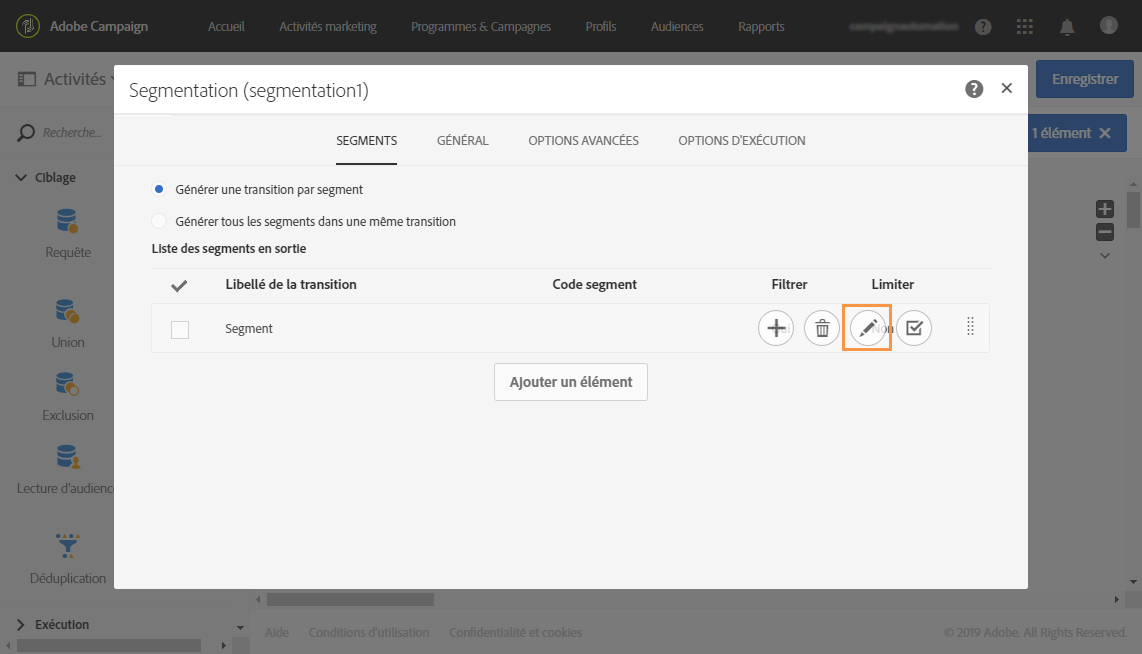 Adobe Campaign Accueil Activités marketing Programmes & Campagnes Profils Audiences Rapports
Activités
Enregistrer
Segmentation (segmentation1)
Recherche...
1 élément
SEGMENTS GÉNÉRAL OPTIONS AVANCÉES OPTIONS D'EXÉCUTION
Ciblage
Générer une transition par segment
Générer tous les segments dans une même transition
Requête
Liste des segments en sortie
Libellé de la transition Code segment Filtrer Limiter
Segment Non
Union
Ajouter un élément
Exclusion
Lecture d'audience
Déduplication
Exécution
Aide Conditions d'utilisation Confidentialité et cookies © 2019 Adobe. All Rights Reserved.